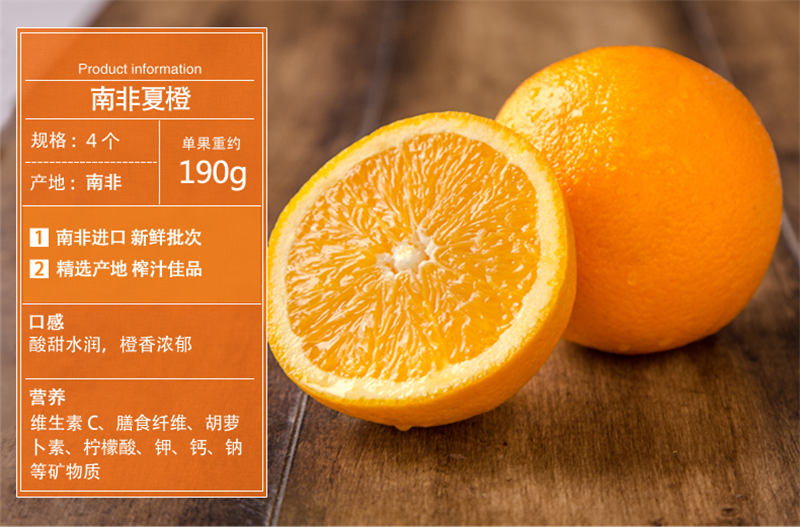 Product information
南非夏橙
规格：4个
单果重约
190g
产地：南非
1 南非进口 新鲜批次
2 精选产地 榨汁佳品
口感
酸甜水润，橙香浓郁
营养
维生素 C、膳食纤维、胡萝
卜素、柠檬酸、钾、钙、钠
等矿物质